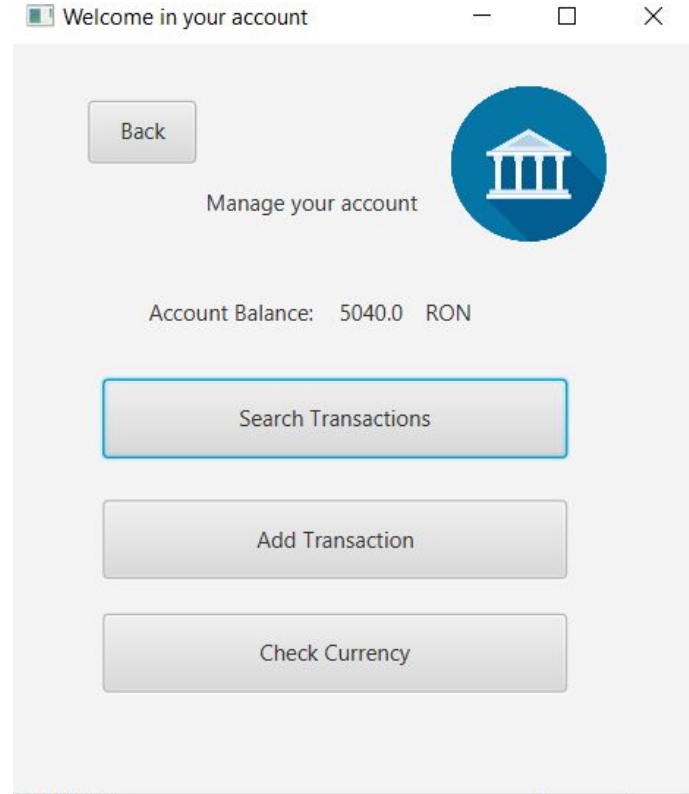 Welcome in your account
Back
Manage your account
Account Balance: 5040.0 RON
Search Transactions
Add Transaction
Check Currency